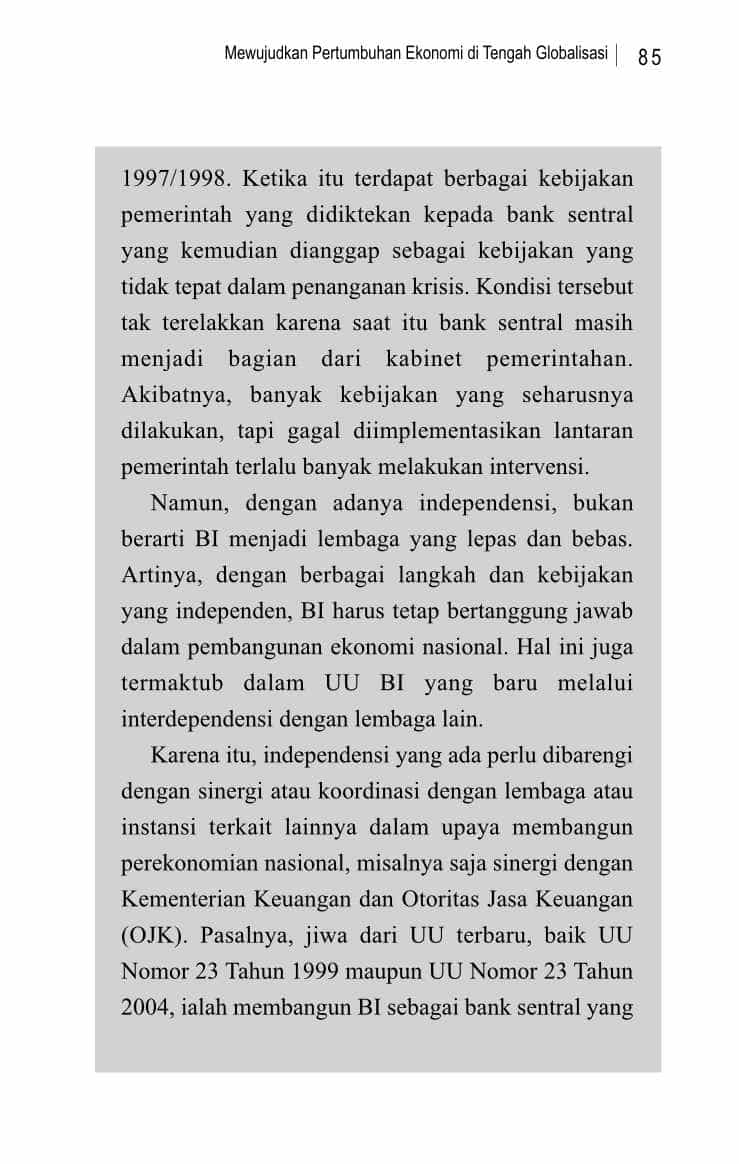 Mewujudkan Pertumbuhan Ekonomi di Tengah Globalisasi | 85
1997/1998. Ketika itu terdapat berbagai kebijakan
pemerintah yang didiktekan kepada bank sentral
yang kemudian dianggap sebagai kebijakan yang
tidak tepat dalam penanganan krisis. Kondisi tersebut
tak terelakkan karena saat itu bank sentral masih
menjadi bagian dari kabinet pemerintahan.
Akibatnya, banyak kebijakan yang seharusnya
dilakukan, tapi gagal diimplementasikan lantaran
pemerintah terlalu banyak melakukan intervensi.
Namun, dengan adanya independensi, bukan
berarti BI menjadi lembaga yang lepas dan bebas.
Artinya, dengan berbagai langkah dan kebijakan
yang independen, BI harus tetap bertanggung jawab
dalam pembangunan ekonomi nasional. Hal ini juga
termaktub dalam UU BI yang baru melalui
interdependensi dengan lembaga lain.
Karena itu, independensi yang ada perlu dibarengi
dengan sinergi atau koordinasi dengan lembaga atau
instansi terkait lainnya dalam upaya membangun
perekonomian nasional, misalnya saja sinergi dengan
Kementerian Keuangan dan Otoritas Jasa Keuangan
(OJK). Pasalnya, jiwa dari UU terbaru, baik UU
Nomor 23 Tahun 1999 maupun UU Nomor 23 Tahun
2004, ialah membangun BI sebagai bank sentral yang